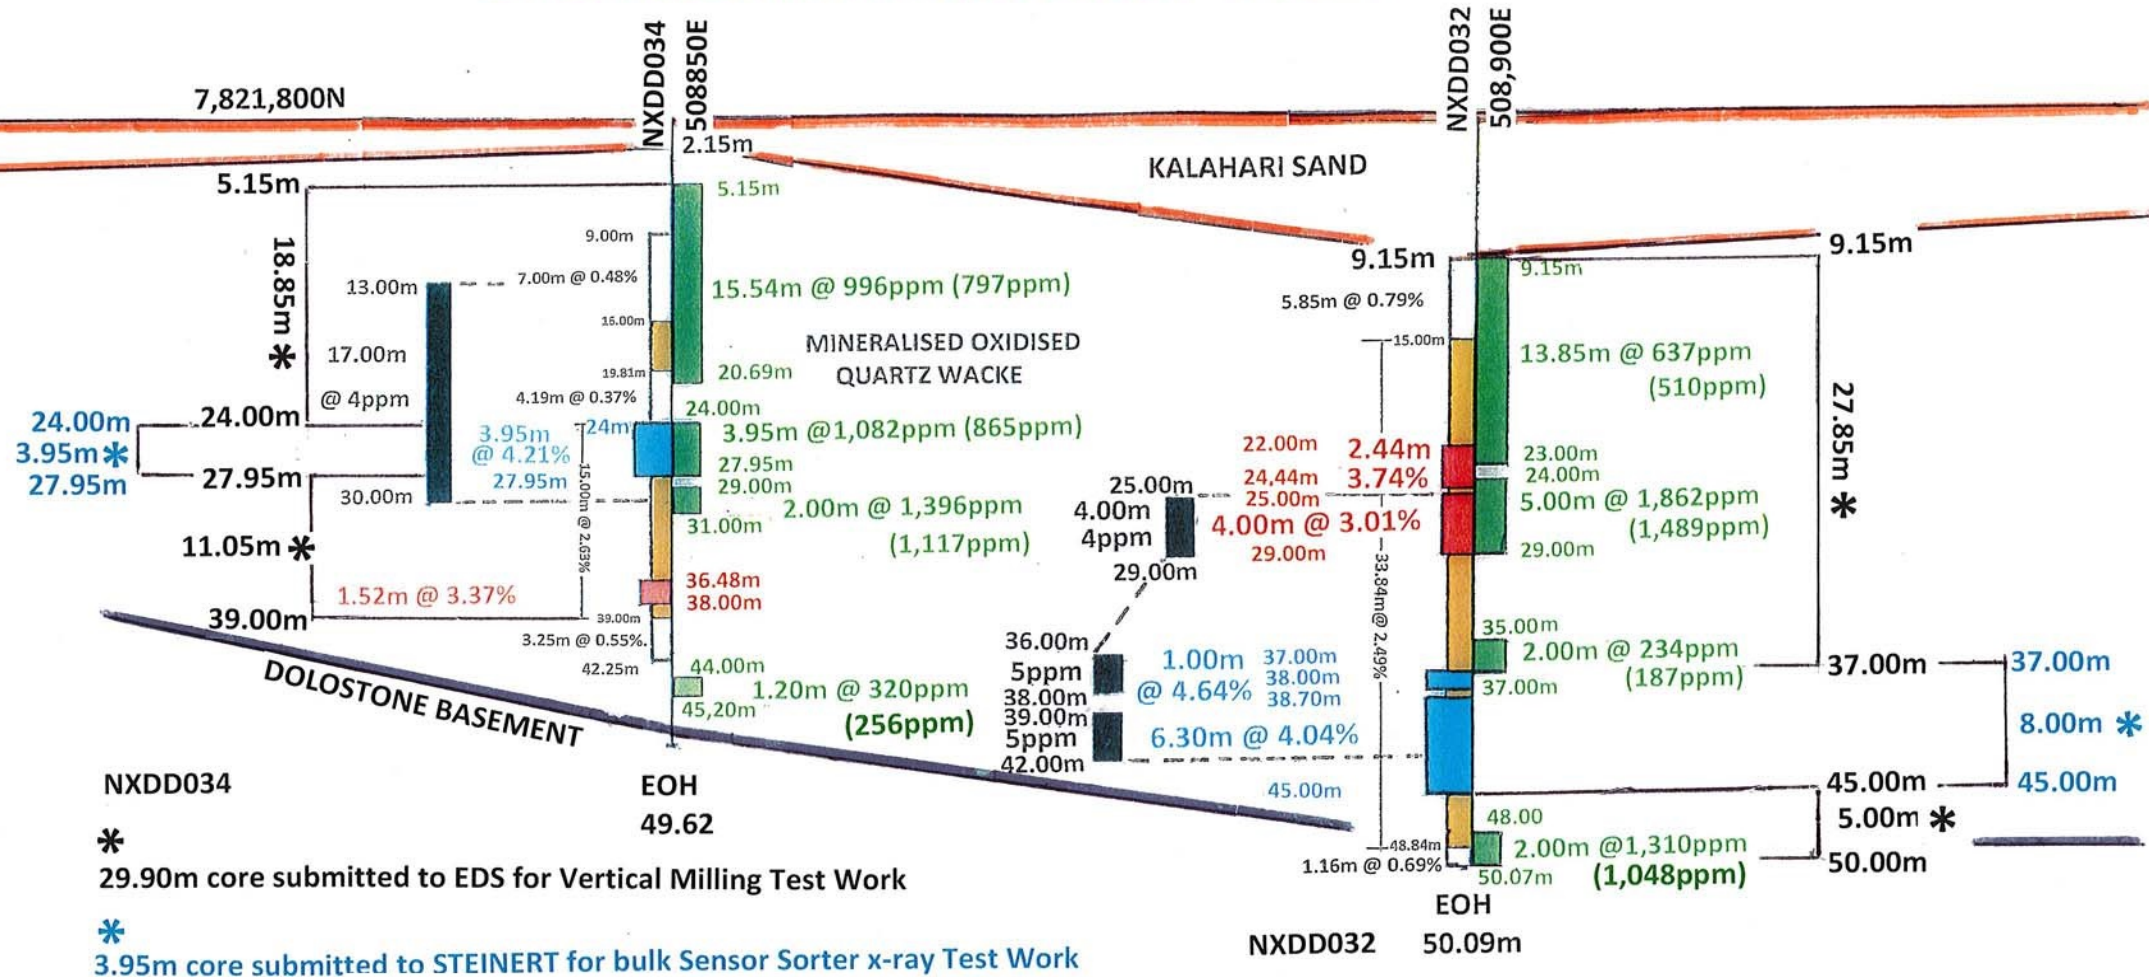 7,821,800N
NXDD034
508850E
NXDD032
508,900E
2.15m
KALAHARI SAND
5.15m
18.85m *
24.00m
27.95m
11.05m *
39.00m
24.00m
3.95m *
27.95m
13.00m
17.00m
@ 4ppm
30.00m
9.00m
7.00m @ 0.48%
16.00m
19.81m
4.19m @ 0.37%
24m
3.95m
@ 4.21%
27.95m
15.00m @ 2.63%
1.52m @ 3.37%
39.00m
3.25m @ 0.55%.
42.25m
5.15m
15.54m @ 996ppm (797ppm)
20.69m
MINERALISED OXIDISED
QUARTZ WACKE
24.00m
3.95m @1,082ppm (865ppm)
27.95m
29.00m
2.00m @ 1,396ppm
(1,117ppm)
31.00m
36.48m
38.00m
44.00m
1.20m @ 320ppm
(256ppm)
45,20m
DOLOSTONE BASEMENT
EOH
49.62
9.15m
5.85m @ 0.79%
15.00m
22.00m
2.44m
24,44m
3.74%
25.00m
4.00m @ 3.01%
29.00m
25.00m
4.00m
4ppm
29.00m
33.84m@ 2.49%
36.00m
5ppm
38.00m
39.00m
5ppm
42.00m
1.00m
@ 4.64%
37.00m
38.00m
38.70m
6.30m @ 4.04%
45.00m
48.84m
1.16m @ 0.69%
9.15m
13.85m @ 637ppm
(510ppm)
23.00m
24.00m
5.00m @ 1,862ppm
(1,489ppm)
29.00m
35.00m
2.00m @ 234ppm
(187ppm)
37.00m
48.00
2.00m @1,310ppm
(1,048ppm)
50.07m
9.15m
27.85m *
37.00m
45.00m
5.00m *
50.00m
37.00m
8.00m *
45.00m
EOH
NXDD032 50.09m
NXDD034
*
29.90m core submitted to EDS for Vertical Milling Test Work
*
3.95m core submitted to STEINERT for bulk Sensor Sorter x-ray Test Work